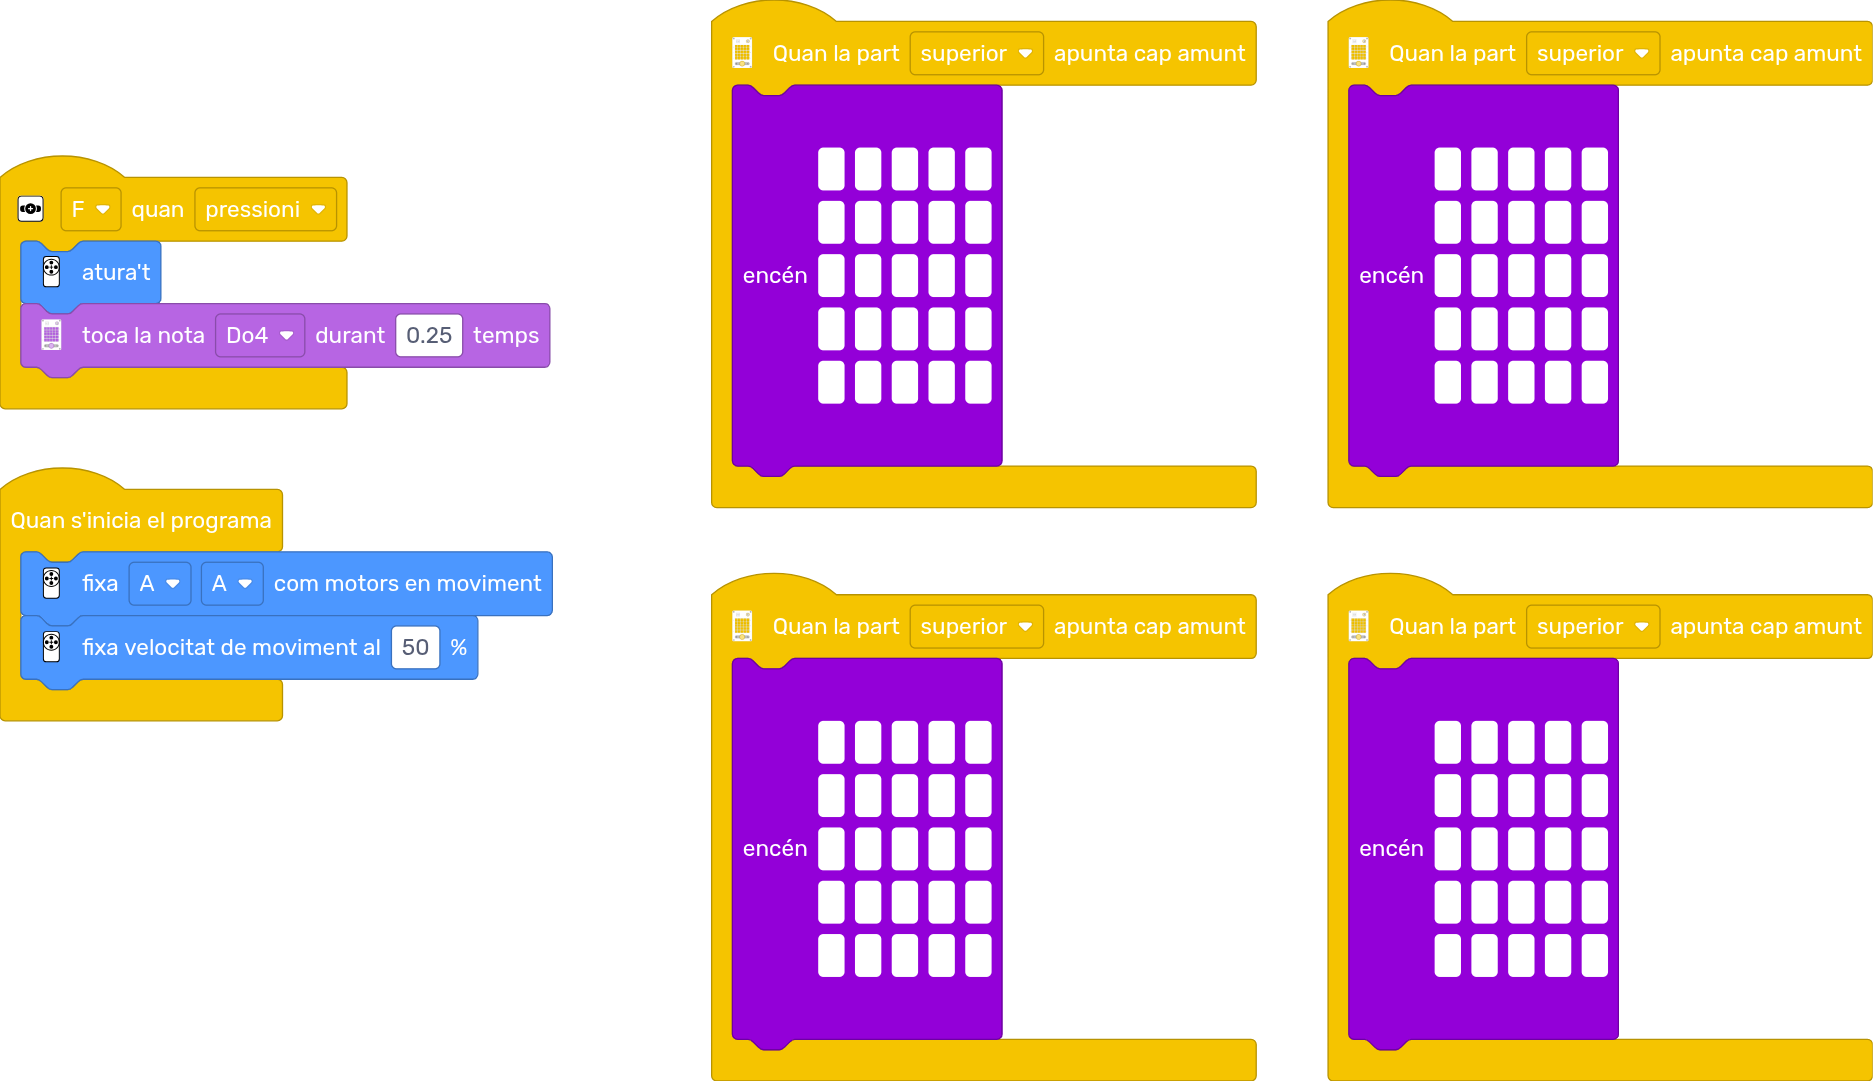 F quan pressioni
atura't
toca la nota Do4 durant 0.25 temps
Quan s'inicia el programa
fixa A A com motors en moviment
fixa velocitat de moviment al 50 %
Quan la part superior apunta cap amunt
encén
Quan la part superior apunta cap amunt
encén
Quan la part superior apunta cap amunt
encén
Quan la part superior apunta cap amunt
encén